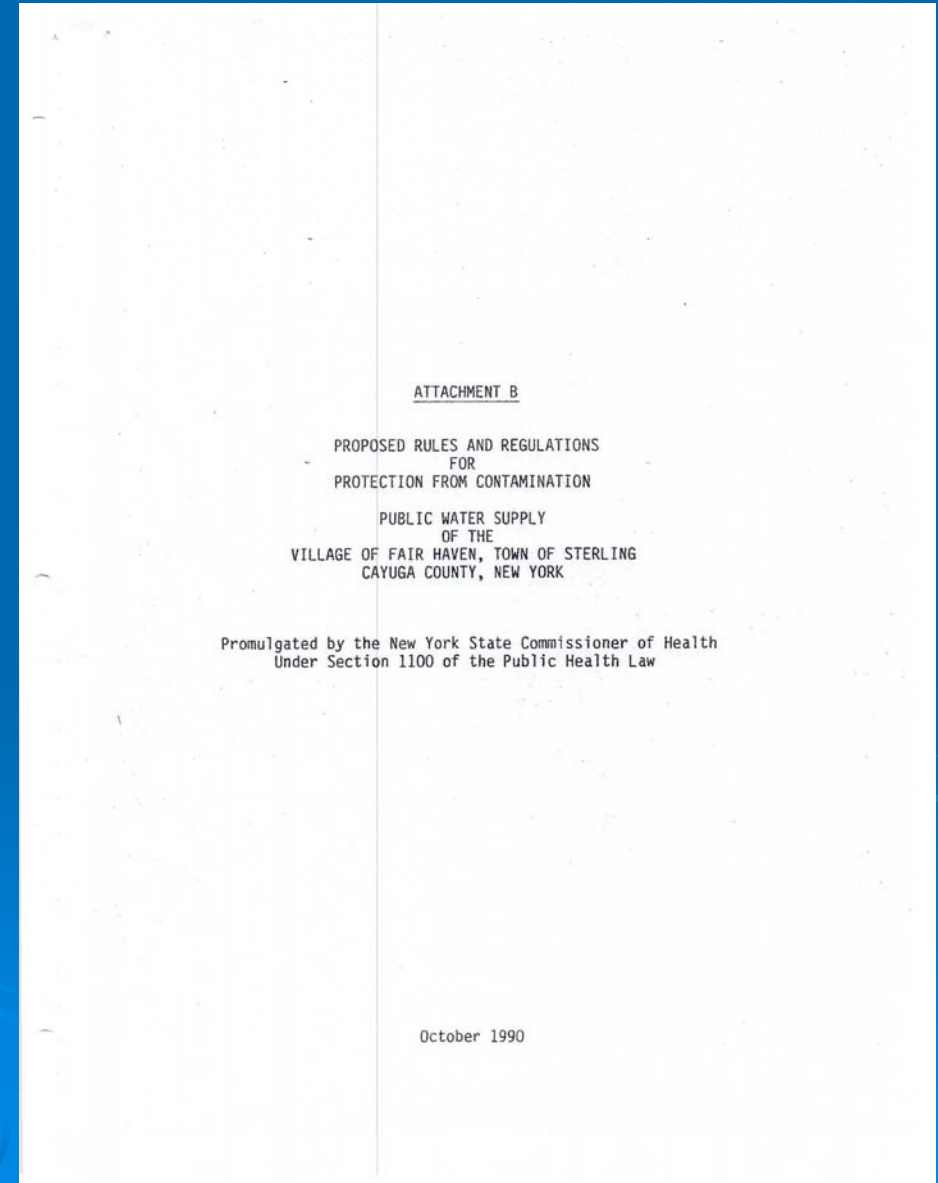 ATTACHMENT B
PROPOSED RULES AND REGULATIONS
FOR
PROTECTION FROM CONTAMINATION
PUBLIC WATER SUPPLY
OF THE
VILLAGE OF FAIR HAVEN, TOWN OF STERLING
CAYUGA COUNTY, NEW YORK
Promulgated by the New York State Commissioner of Health
Under Section 1100 of the Public Health Law
October 1990